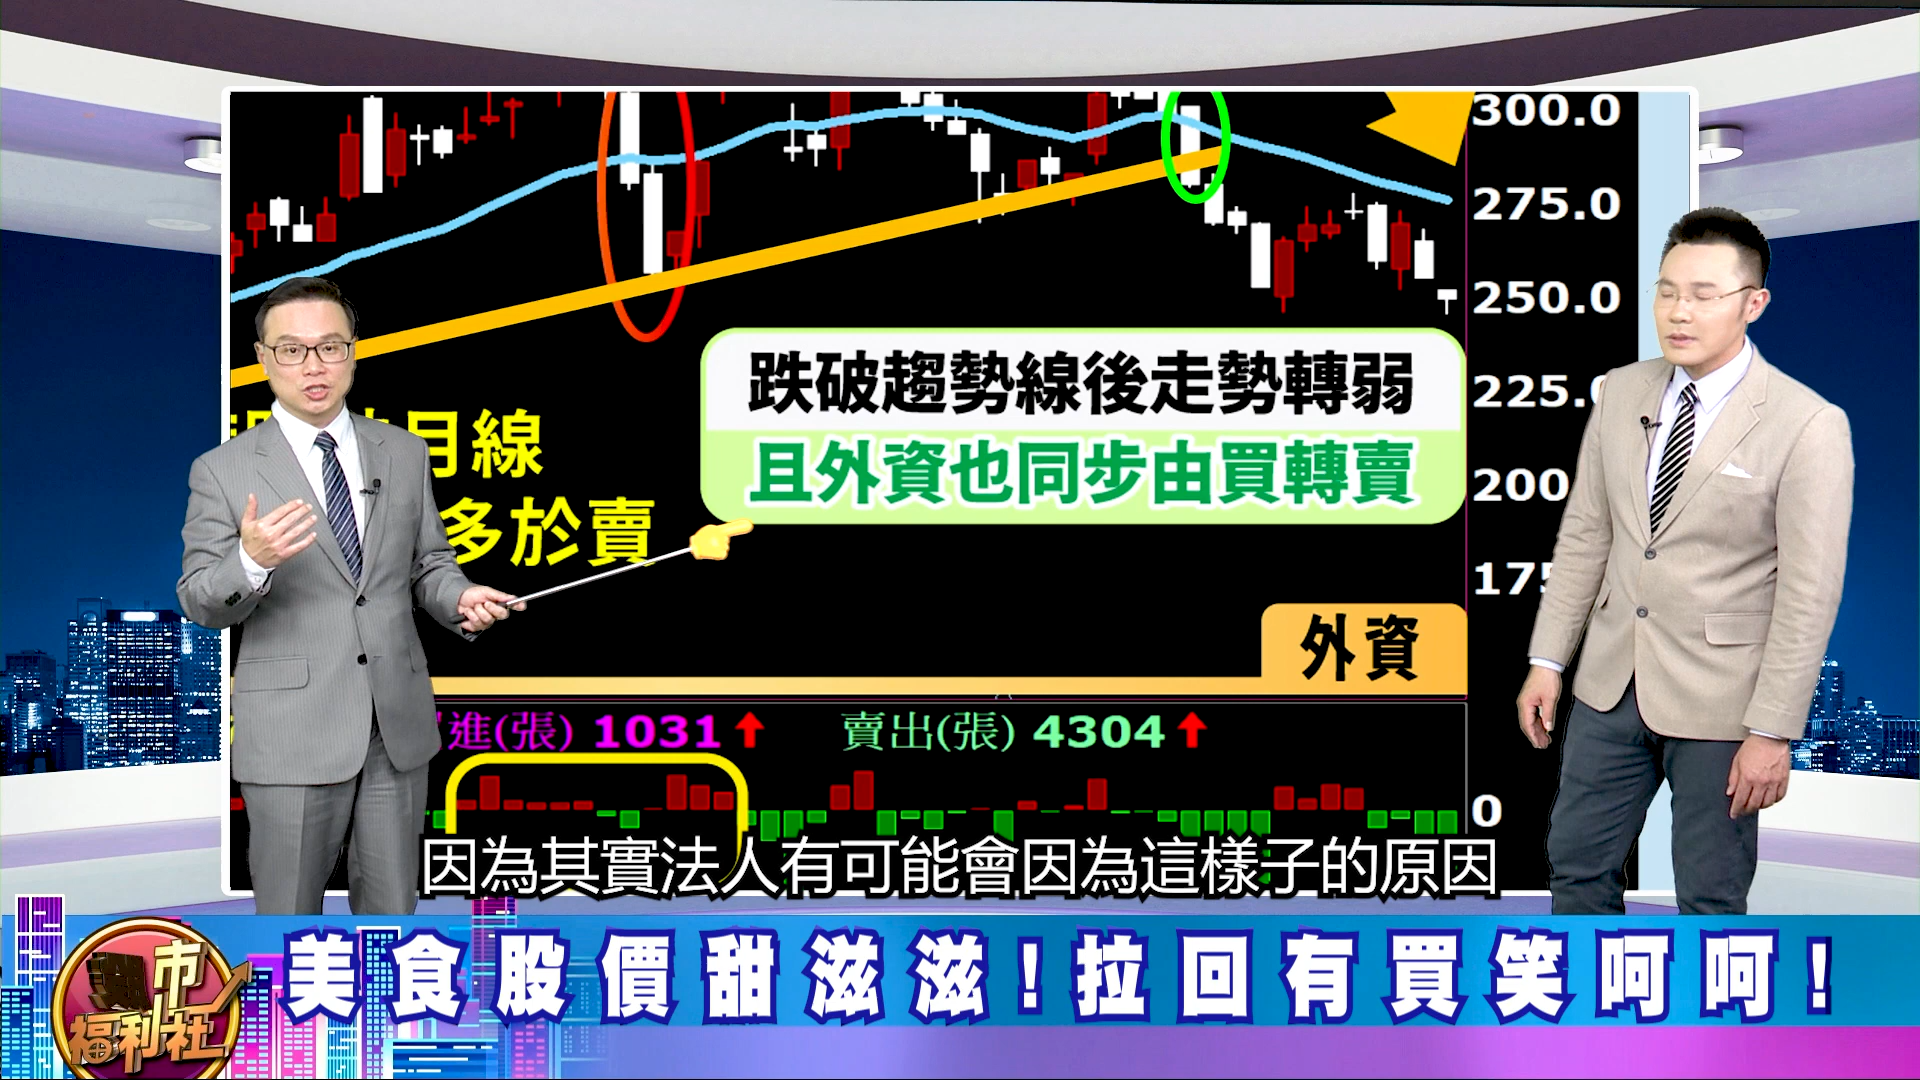 300.0
275.0
250.0
225.
200
175
跌破趨勢線後走勢轉弱
且外資也同步由買轉賣
月線
多於賣
外資
進(張) 1031 賣出(張) 4304
0
因為其實法人有可能會因為這樣子的原因
美食股價甜滋滋!拉回有買笑呵呵!
市
福利社